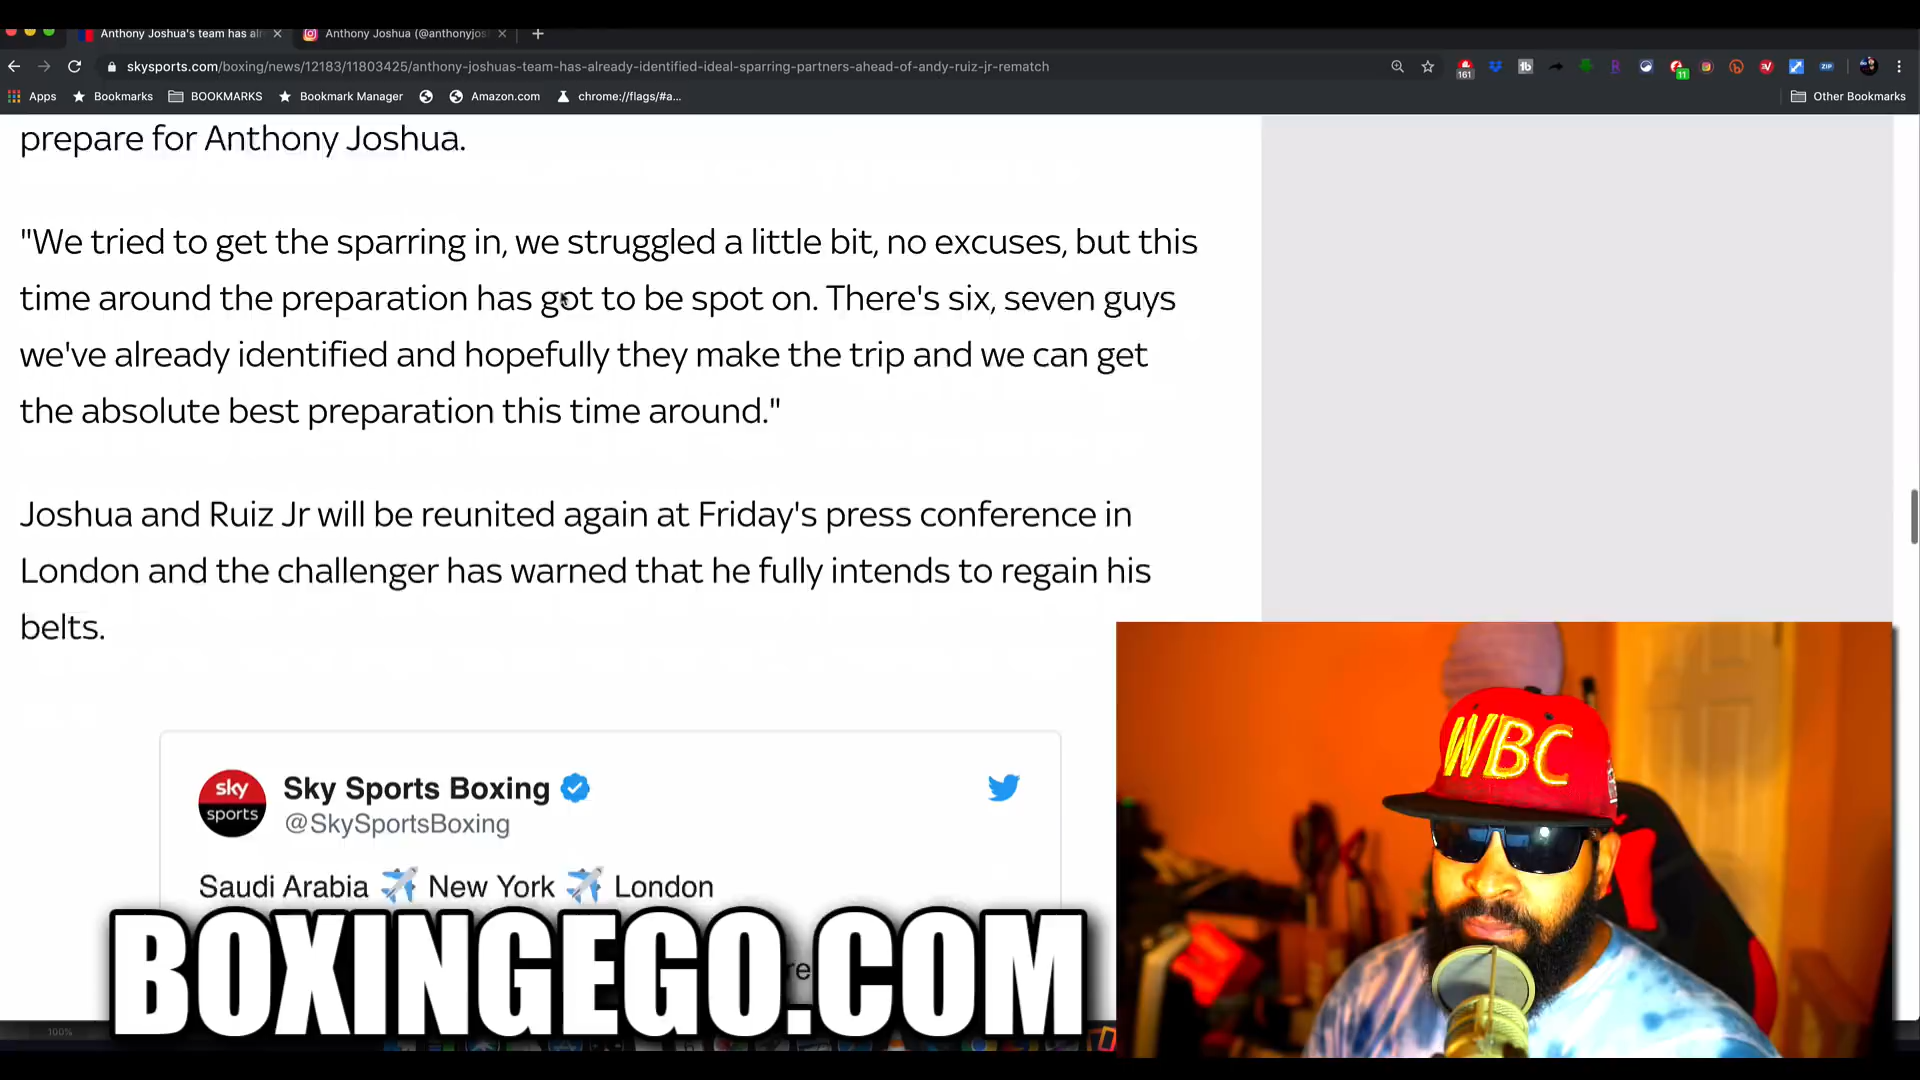 Anthony Joshua's team has al
Anthony Joshua (@anthonyjos
skysports.com/boxing/news/12183/11803425/anthony-joshuas-team-has-already-identified-ideal-sparring-partners-ahead-of-andy-ruiz-jr-rematch
161
11
ZIP
Apps Bookmarks BOOKMARKS Bookmark Manager Amazon.com chrome://flags/#a... Other Bookmarks
prepare for Anthony Joshua.
"We tried to get the sparring in, we struggled a little bit, no excuses, but this
time around the preparation has got to be spot on. There's six, seven guys
we've already identified and hopefully they make the trip and we can get
the absolute best preparation this time around."
Joshua and Ruiz Jr will be reunited again at Friday's press conference in
London and the challenger has warned that he fully intends to regain his
belts.
sky
sports
Sky Sports Boxing
@SkySportsBoxing
Saudi Arabia ✈️ New York ✈️ London
BOXINGEGO.COM
100%
WBC